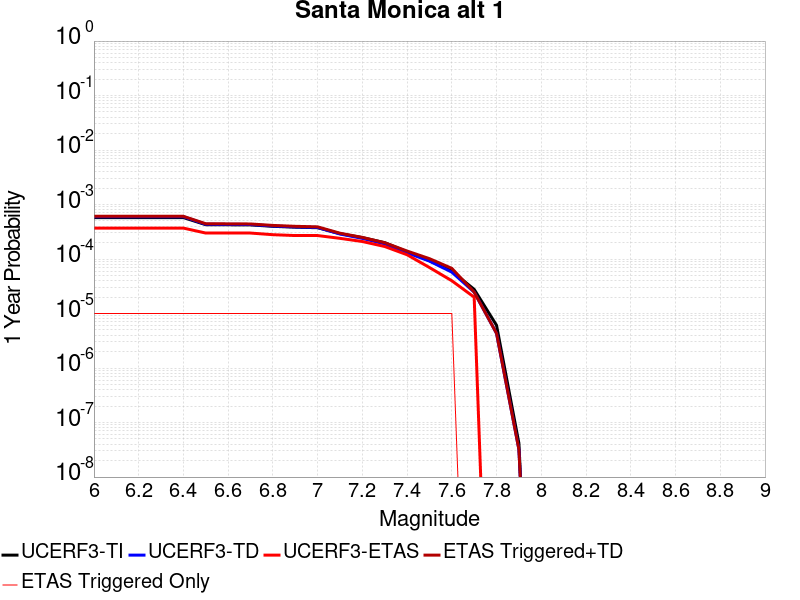 Santa Monica alt 1
1 Year Probability
10^0
10^-1
10^-2
10^-3
10^-4
10^-5
10^-6
10^-7
10^-8
6 6.2 6.4 6.6 6.8 7 7.2 7.4 7.6 7.8 8 8.2 8.4 8.6 8.8 9
Magnitude
UCERF3-TI UCERF3-TD UCERF3-ETAS ETAS Triggered+TD
ETAS Triggered Only